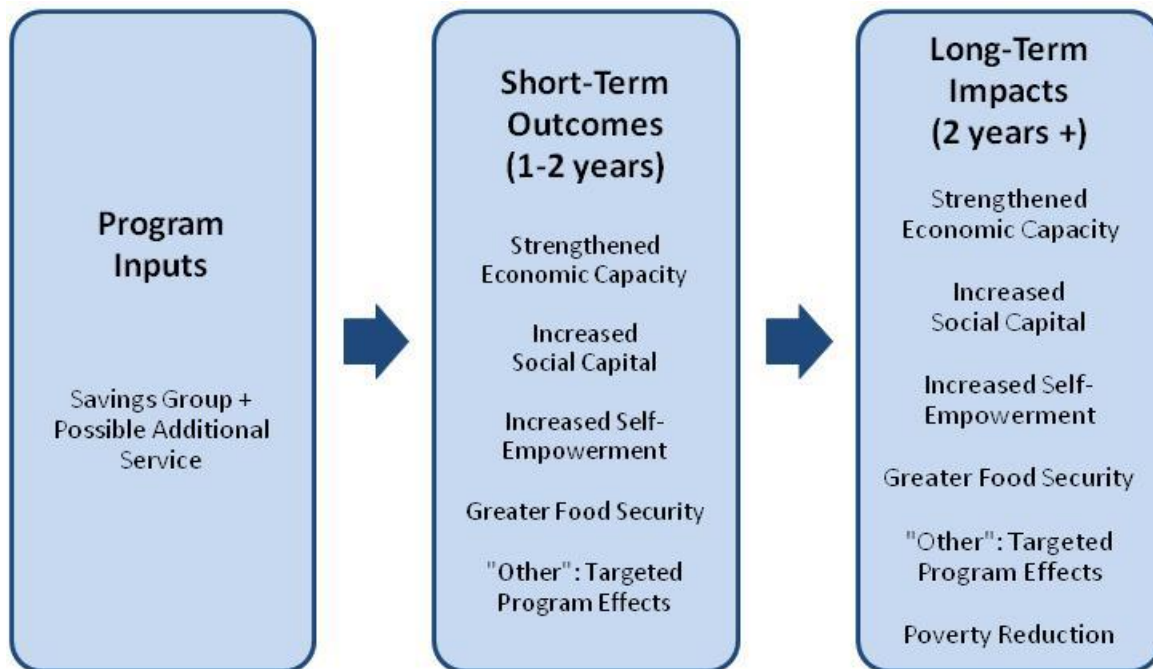 Program
Inputs
Savings Group +
Possible Additional
Service
Short-Term
Outcomes
(1-2 years)
Strengthened
Economic Capacity
Increased
Social Capital
Increased Self-
Empowerment
Greater Food Security
"Other": Targeted
Program Effects
Long-Term
Impacts
(2 years +)
Strengthened
Economic Capacity
Increased
Social Capital
Increased Self-
Empowerment
Greater Food Security
"Other": Targeted
Program Effects
Poverty Reduction